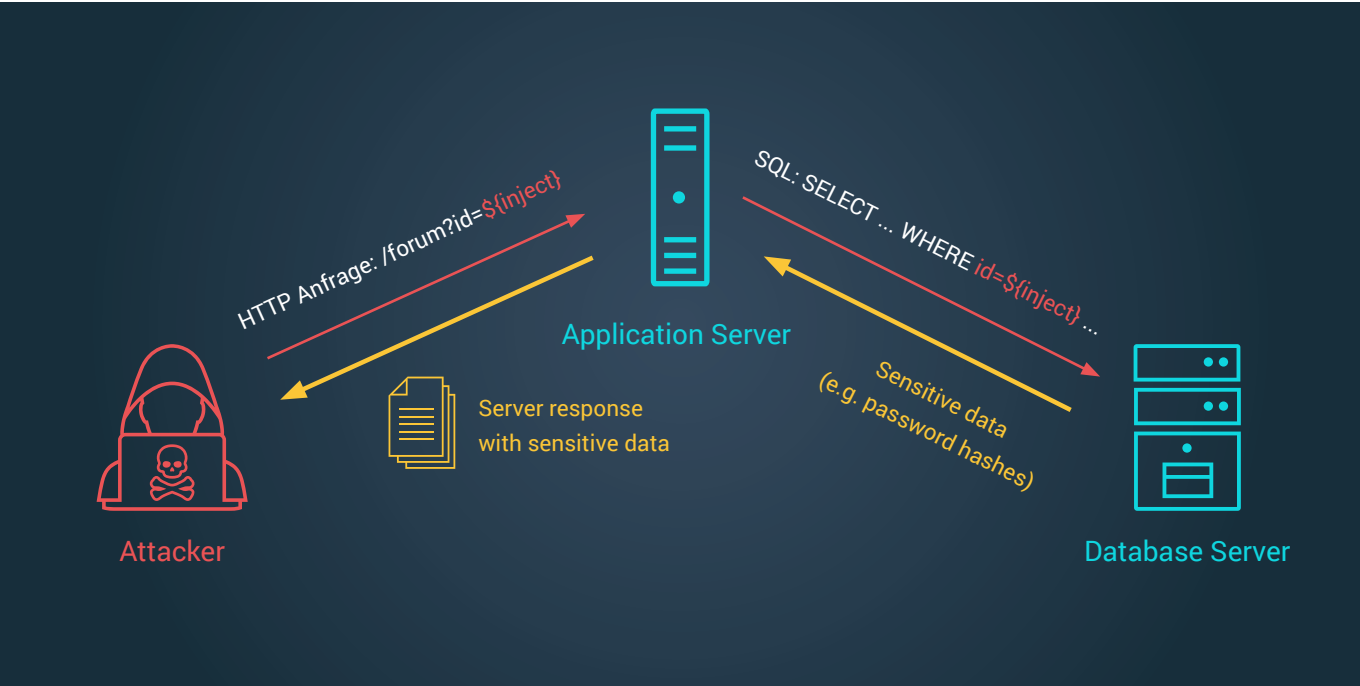 HTTP Anfrage: /forum?id=${inject}
SQL: SELECT ... WHERE id=${inject} ...
Application Server
Server response
with sensitive data
Sensitive data
(e.g. password hashes)
Attacker
Database Server